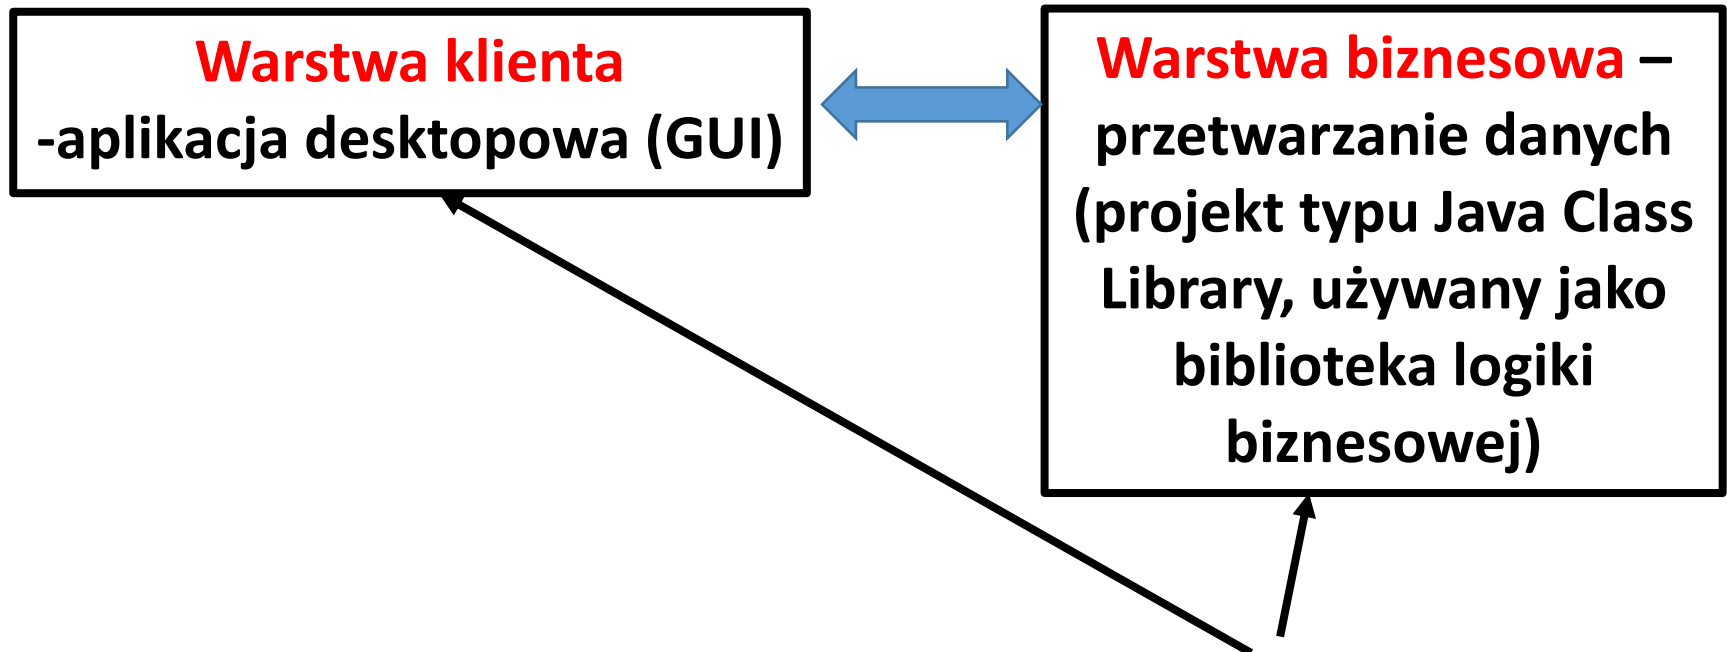 Warstwa klienta
-aplikacja desktopowa (GUI)
Warstwa biznesowa –
przetwarzanie danych
(projekt typu Java Class
Library, używany jako
biblioteka logiki
biznesowej)